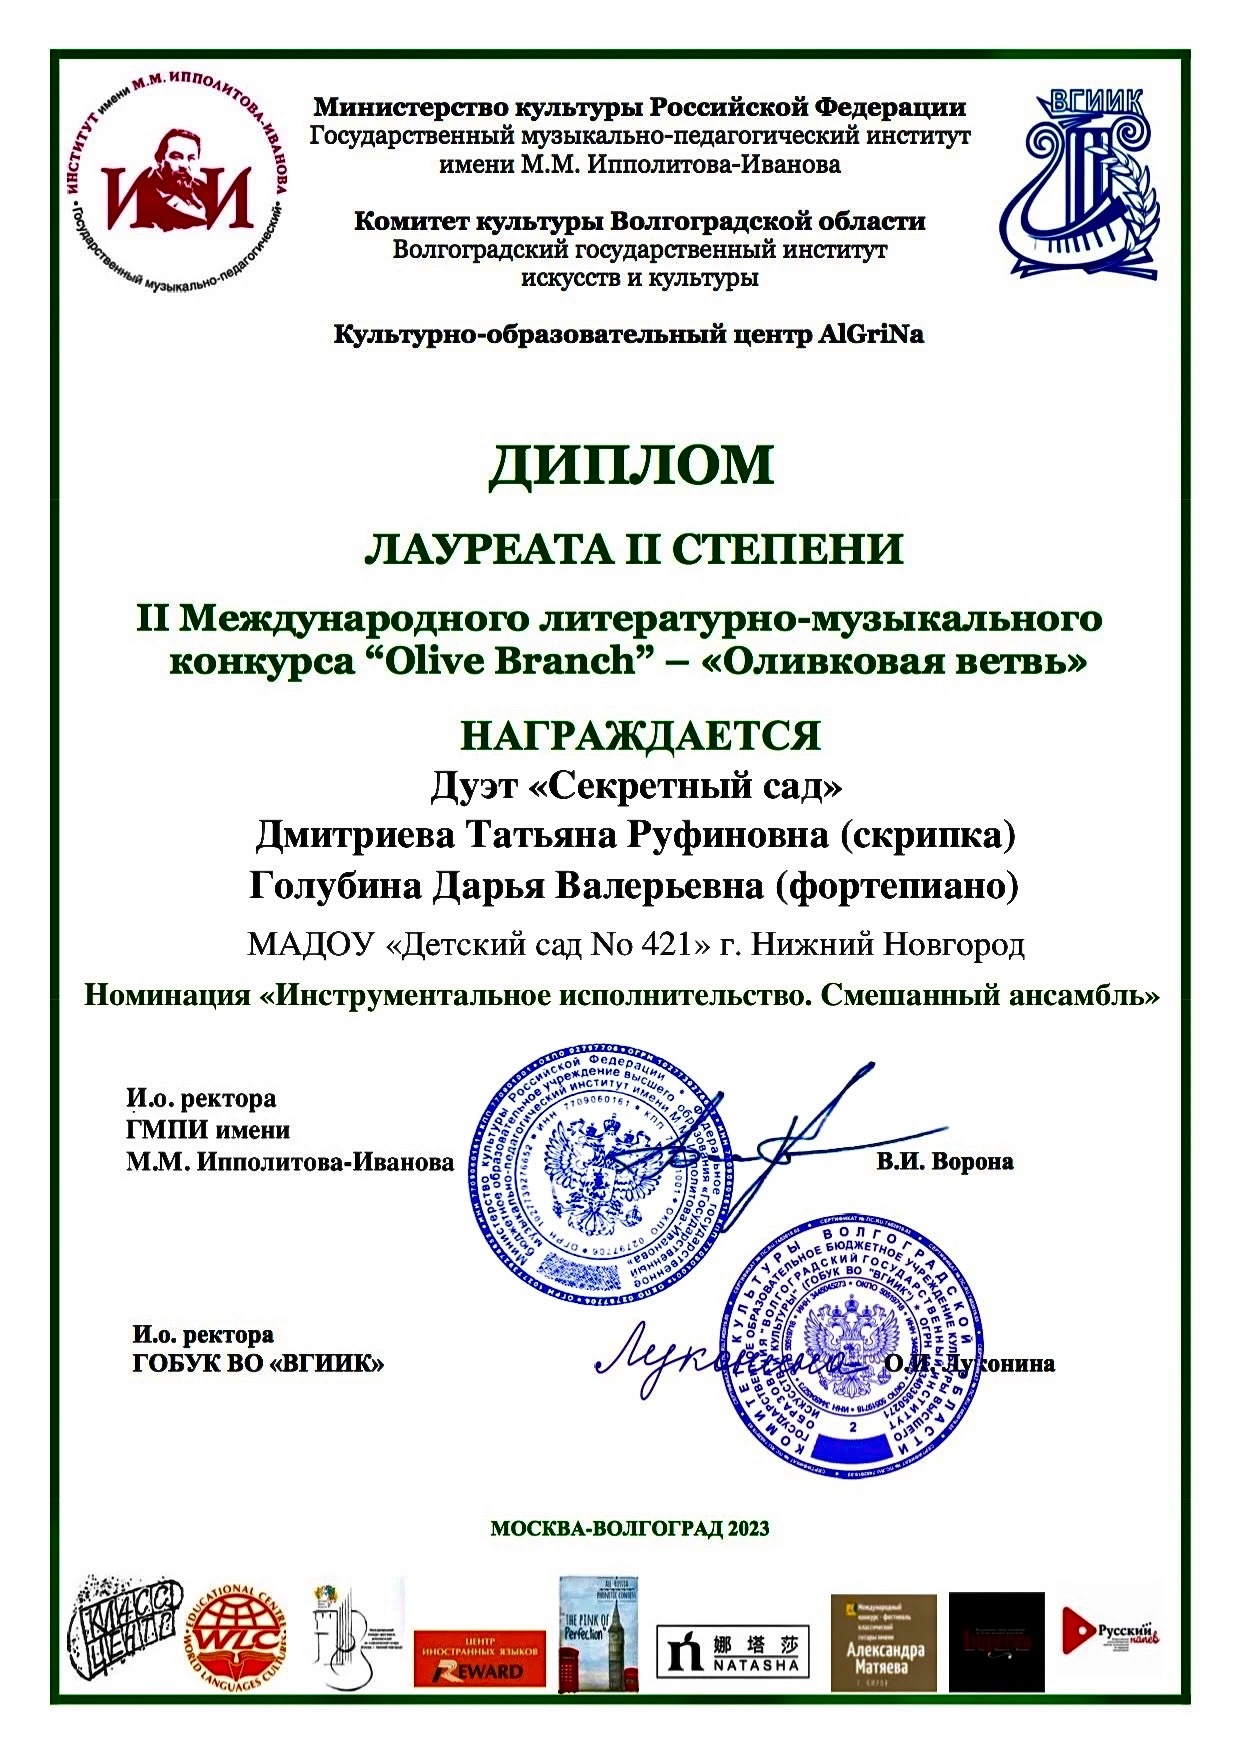 ИНСТИТУТ имени М.М. ИППОЛИТОВА-ИВАНОВА
Государственный музыкально-педагогический
ИИ
Министерство культуры Российской Федерации
Государственный музыкально-педагогический институт
имени М.М. Ипполитова-Иванова
Комитет культуры Волгоградской области
Волгоградский государственный институт
искусств и культуры
Культурно-образовательный центр AlGriNa
ВГИИК
ДИПЛОМ
ЛАУРЕАТА II СТЕПЕНИ
II Международного литературно-музыкального
конкурса “Olive Branch” – «Оливковая ветвь»
НАГРАЖДАЕТСЯ
Дуэт «Секретный сад»
Дмитриева Татьяна Руфиновна (скрипка)
Голубина Дарья Валерьевна (фортепиано)
МАДОУ «Детский сад No 421» г. Нижний Новгород
Номинация «Инструментальное исполнительство. Смешанный ансамбль»
И.о. ректора
ГМПИ имени
М.М. Ипполитова-Иванова
В.И. Ворона
И.о. ректора
ГОБУК ВО «ВГИИК»
О.И. Луконина
МОСКВА-ВОЛГОГРАД 2023
КЛАСС
ЦЕНТР
EDUCATIONAL CENTRE
WLC
WORLD LANGUAGES CULTURES
ЦЕНТР
ИНОСТРАННЫХ ЯЗЫКОВ
REWARD
THE PINK OF
Perfection
娜 塔 莎
NATASHA
Международный
конкурс - фестиваль
классической
гитары имени
Александра
Матяева
Русский
напев